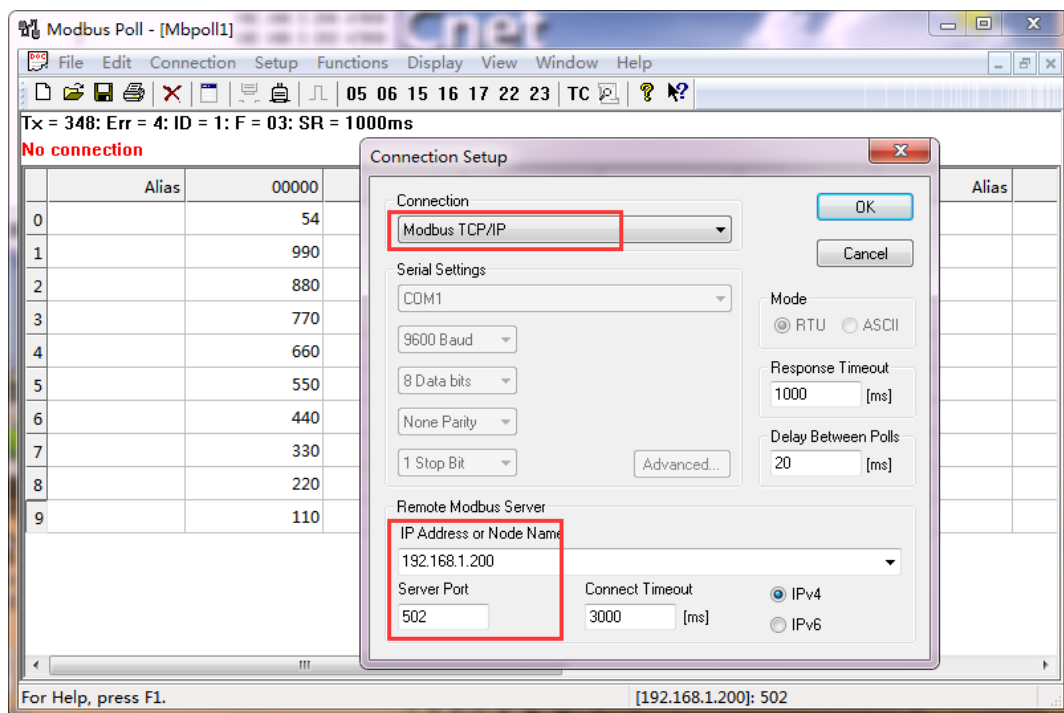 Modbus Poll - [Mbpoll1]
File Edit Connection Setup Functions Display View Window Help
05 06 15 16 17 22 23 TC
Tx = 348: Err = 4: ID = 1: F = 03: SR = 1000ms
No connection
Alias 00000 Alias
0 54
1 990
2 880
3 770
4 660
5 550
6 440
7 330
8 220
9 110
Connection Setup
Connection
Modbus TCP/IP
OK
Cancel
Serial Settings
COM1
9600 Baud
8 Data bits
None Parity
1 Stop Bit
Advanced...
Mode
RTU ASCII
Response Timeout
1000 [ms]
Delay Between Polls
20 [ms]
Remote Modbus Server
IP Address or Node Name
192.168.1.200
Server Port
502
Connect Timeout
3000 [ms]
IPv4
IPv6
For Help, press F1.
[192.168.1.200]: 502